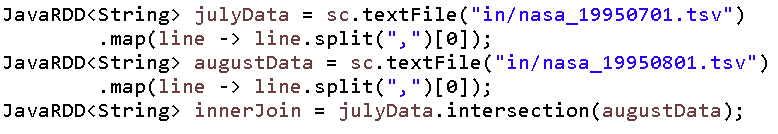 JavaRDD<String> julyData = sc.textFile("in/nasa_19950701.tsv")
        .map(line -> line.split(",")[0]);
JavaRDD<String> augustData = sc.textFile("in/nasa_19950801.tsv")
        .map(line -> line.split(",")[0]);
JavaRDD<String> innerJoin = julyData.intersection(augustData);